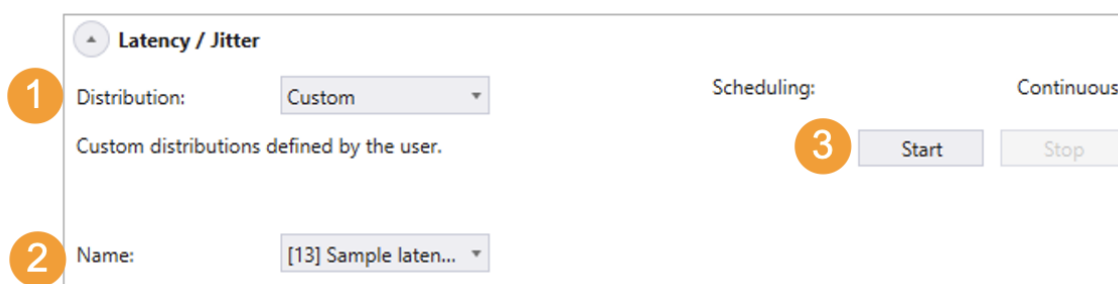 Latency / Jitter
1 Distribution: Custom Scheduling: Continuous
Custom distributions defined by the user.
3 Start Stop
2 Name: [13] Sample laten...